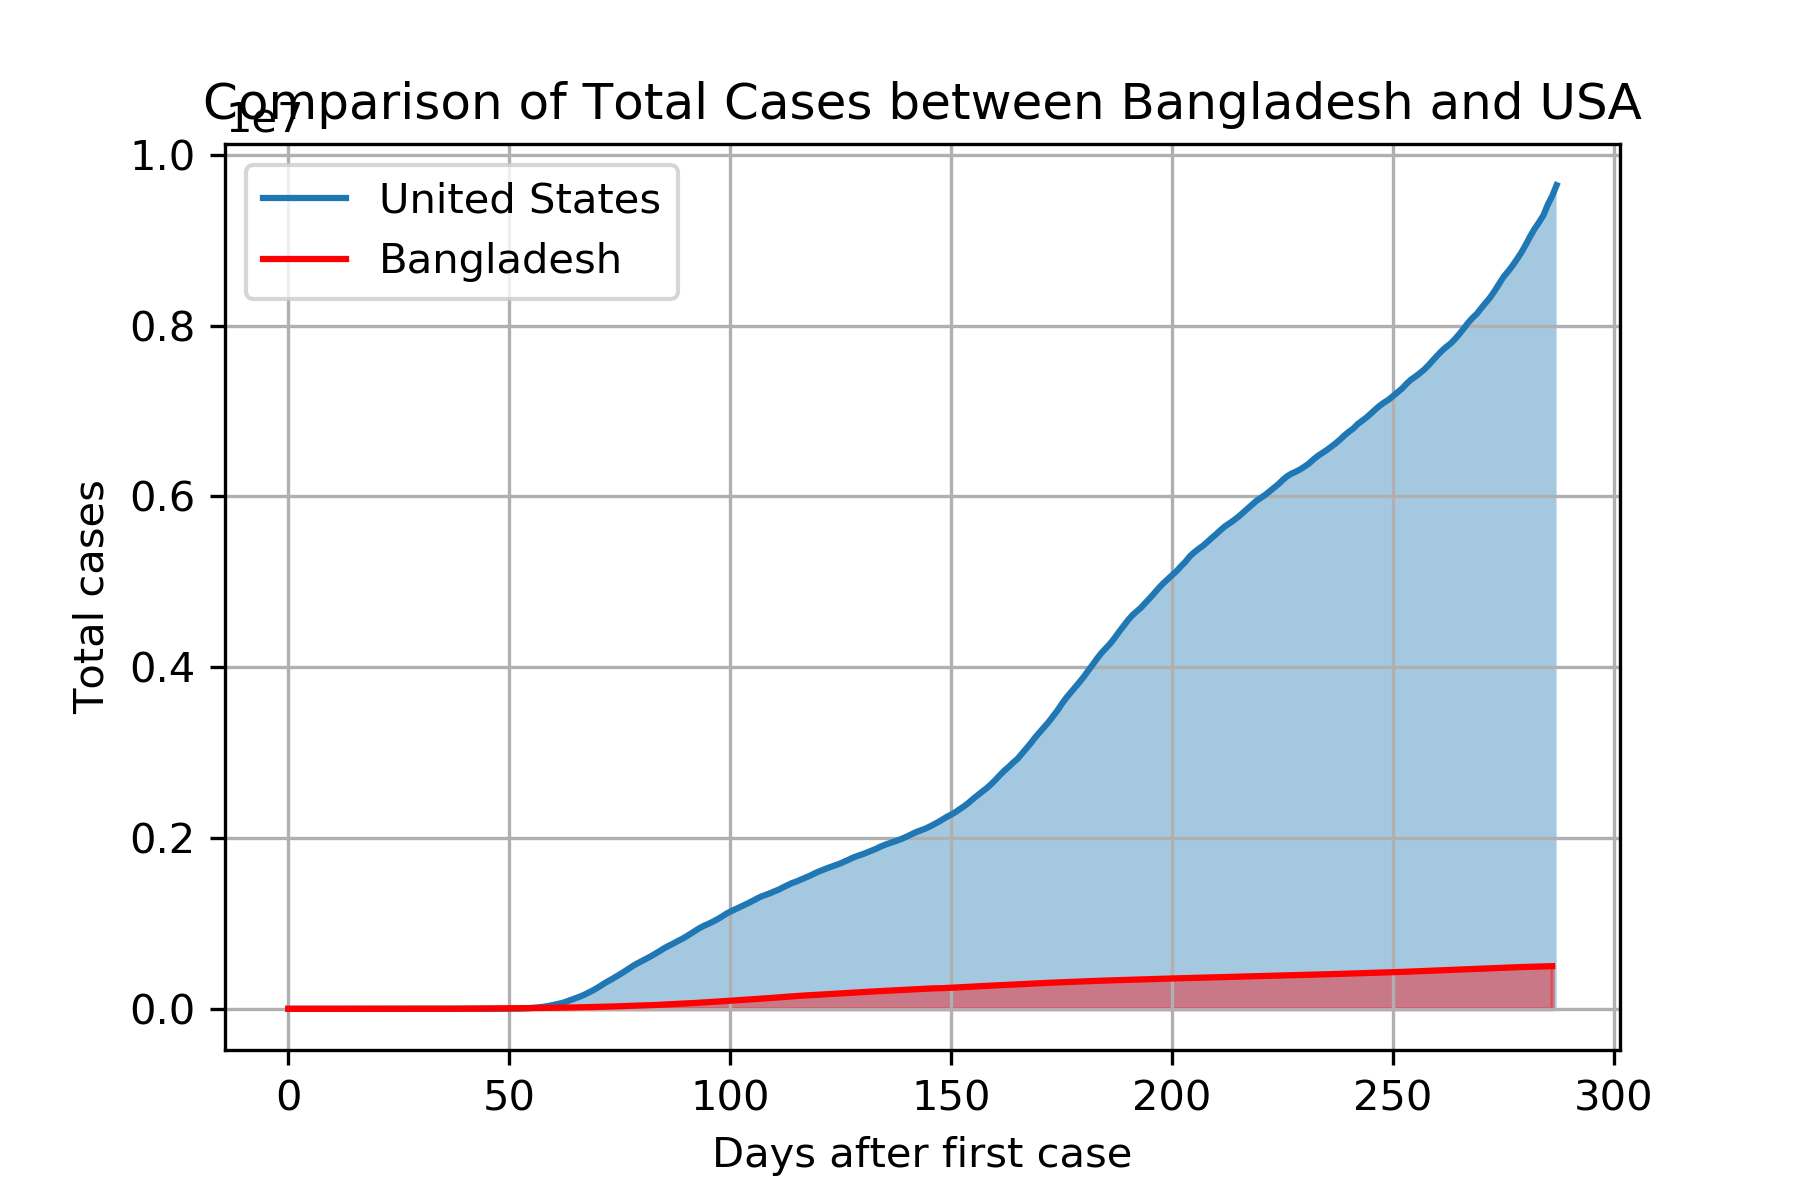 Comparison of Total Cases between Bangladesh and USA
1e7
1.0
0.8
0.6
0.4
0.2
0.0
Total cases
United States
Bangladesh
0 50 100 150 200 250 300
Days after first case